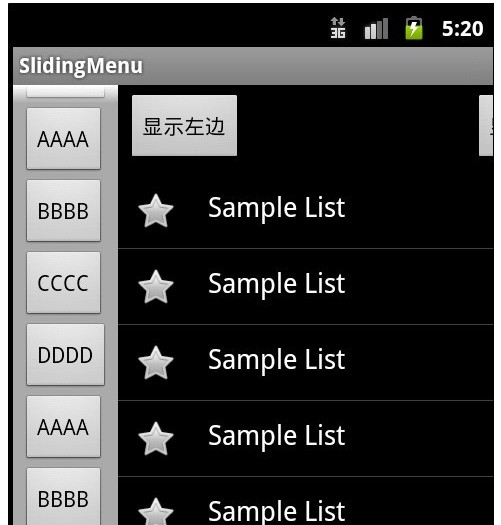 3G 5:20
SlidingMenu
显示左边
AAAA
Sample List
BBBB
Sample List
CCCC
Sample List
DDDD
Sample List
AAAA
Sample List
BBBB